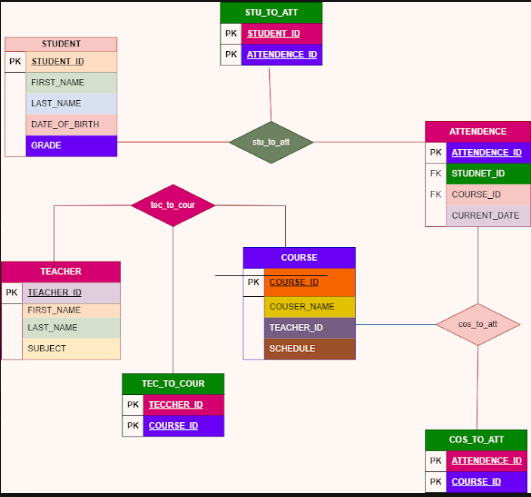 STU_TO_ATT
PK STUDENT_ID
PK ATTENDENCE_ID
STUDENT
PK STUDENT_ID
FIRST_NAME
LAST_NAME
DATE_OF_BIRTH
GRADE
stu_to_att
ATTENDENCE
PK ATTENDENCE_ID
FK STUDNET_ID
FK COURSE_ID
CURRENT_DATE
tec_to_cour
TEACHER
PK TEACHER_ID
FIRST_NAME
LAST_NAME
SUBJECT
COURSE
PK COURSE_ID
COUSER_NAME
TEACHER_ID
SCHEDULE
cos_to_att
TEC_TO_COUR
PK TECCHER_ID
PK COURSE_ID
COS_TO_ATT
PK ATTENDENCE_ID
PK COURSE_ID